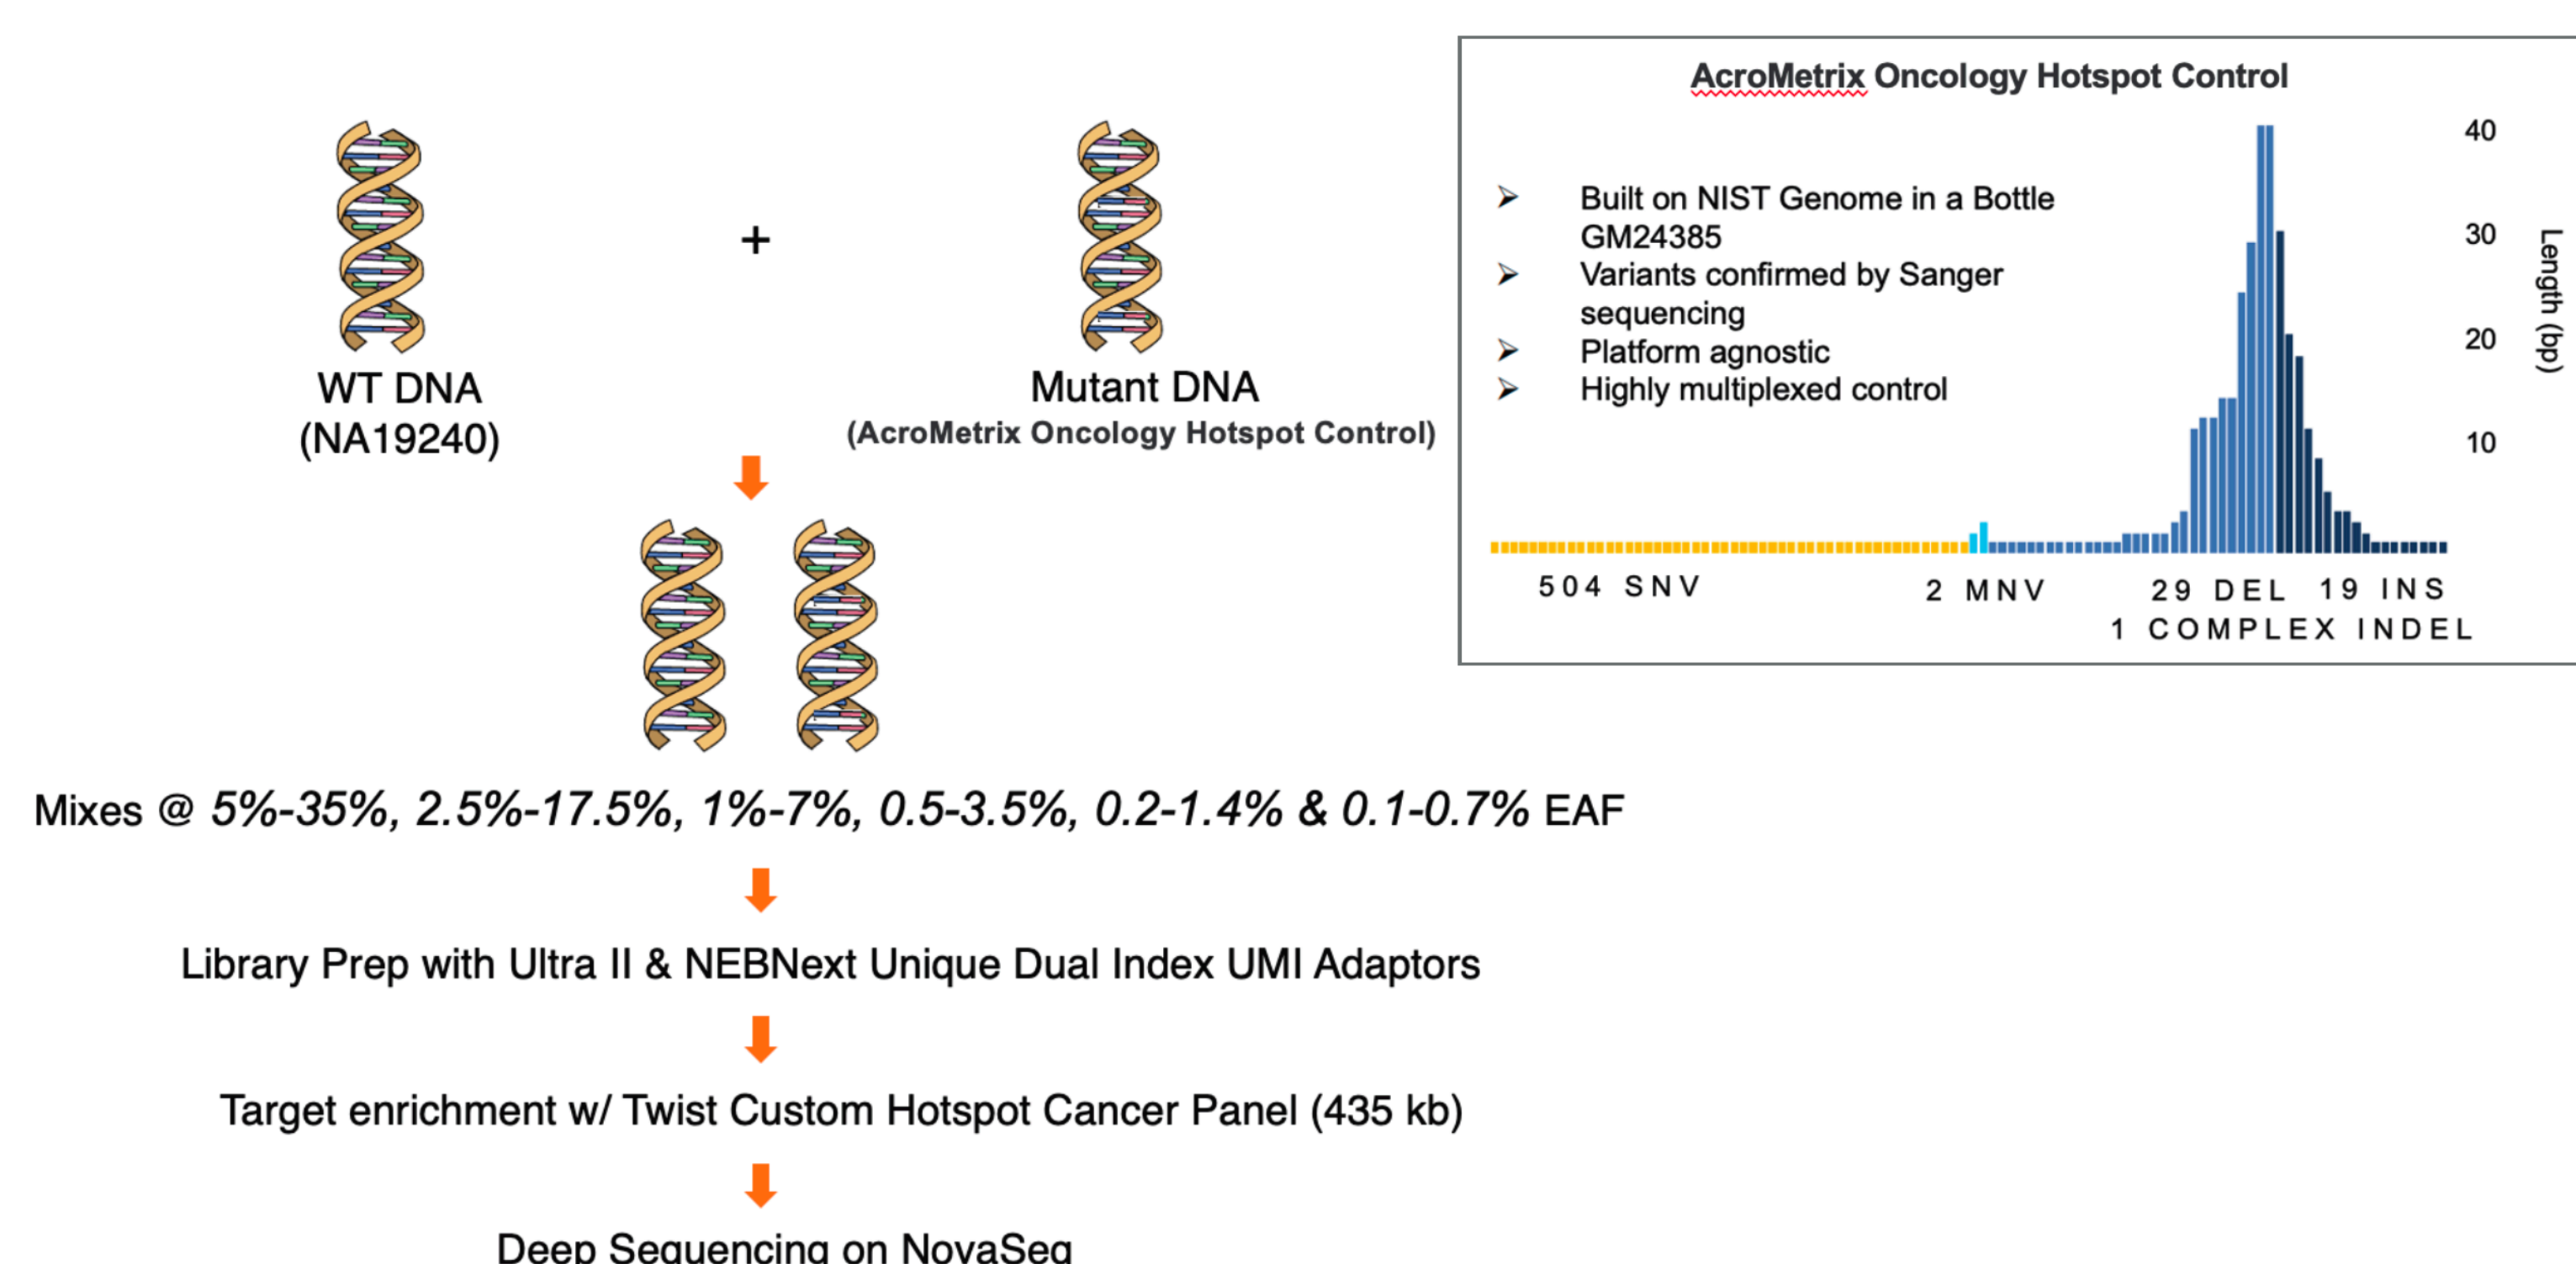 WT DNA
(NA19240)
+
Mutant DNA
(AcroMetrix Oncology Hotspot Control)
Mixes @ 5%-35%, 2.5%-17.5%, 1%-7%, 0.5-3.5%, 0.2-1.4% & 0.1-0.7% EAF
Library Prep with Ultra II & NEBNext Unique Dual Index UMI Adaptors
Target enrichment w/ Twist Custom Hotspot Cancer Panel (435 kb)
Deep Sequencing on NovaSeq
AcroMetrix Oncology Hotspot Control
➢ Built on NIST Genome in a Bottle
GM24385
➢ Variants confirmed by Sanger
sequencing
➢ Platform agnostic
➢ Highly multiplexed control
40
30
20
10
Length (bp)
504 SNV
2 MNV
29 DEL
19 INS
1 COMPLEX INDEL